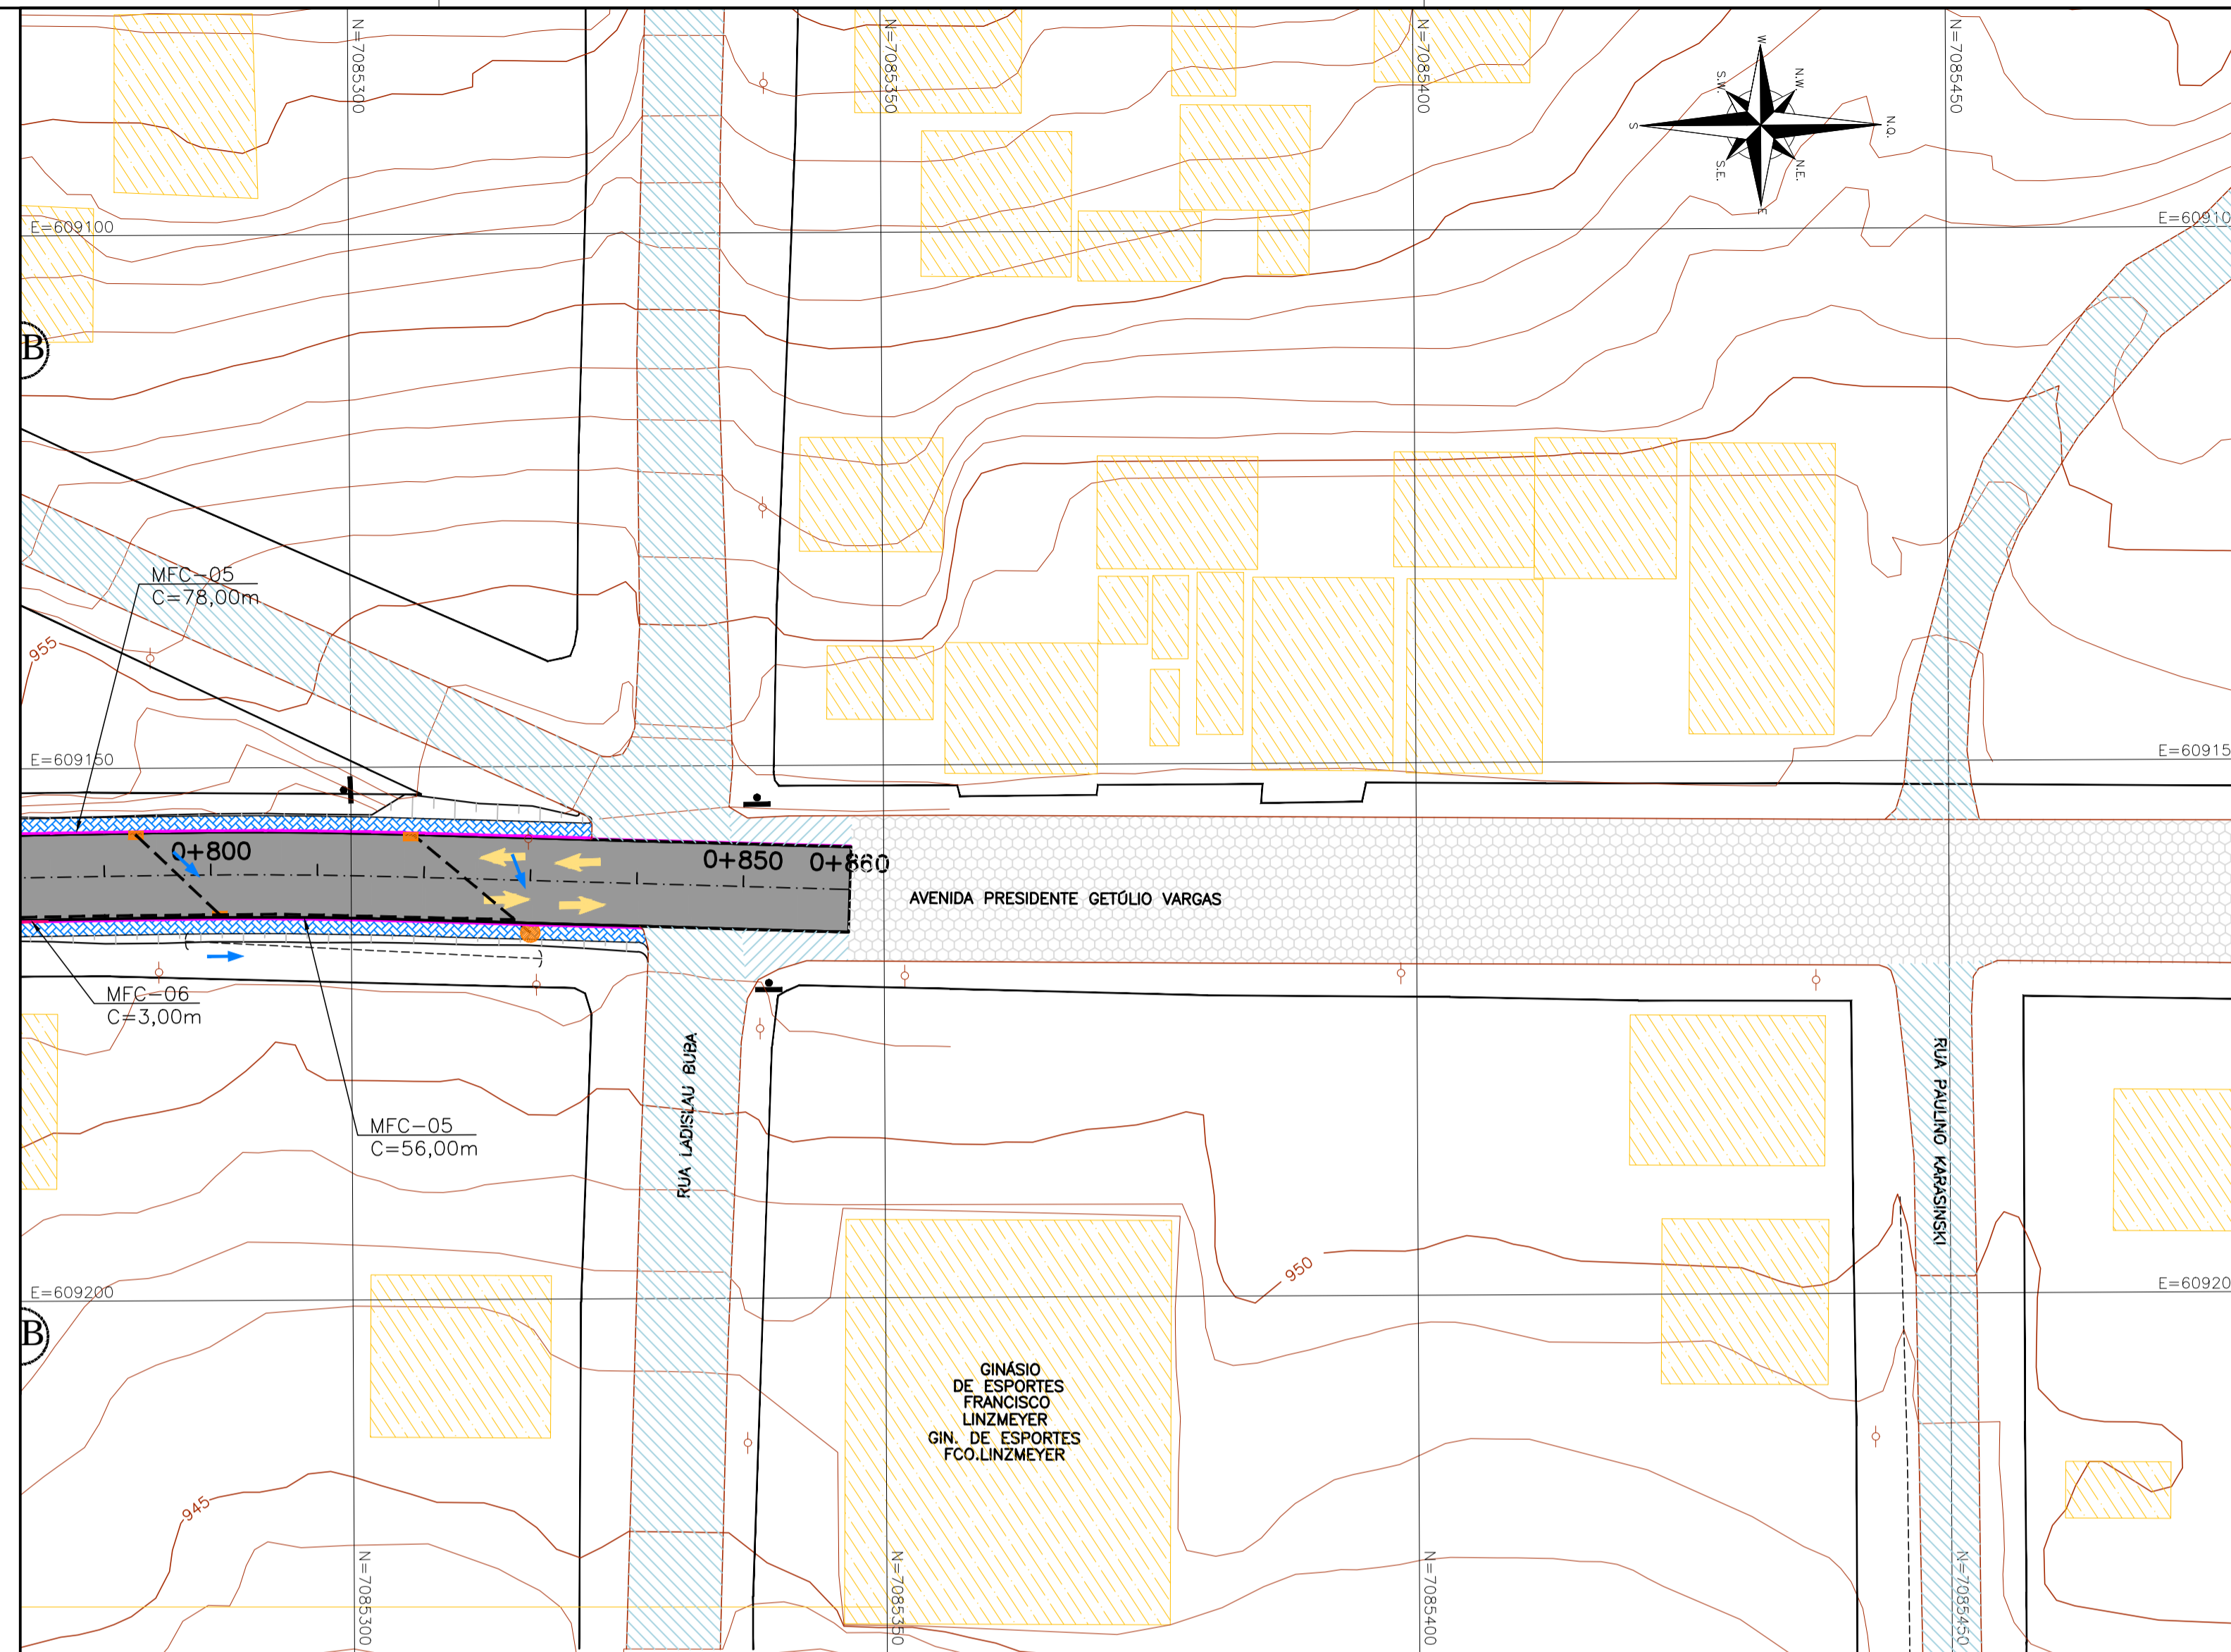 N=7085300
N=7085350
N=7085400
N=7085450
W
S.W.
N.W.
S
N.Q.
S.E.
N.E.
E
E=609100
E=60910
B
MFC-05
C=78,00m
955
E=609150
E=60915
0+800
0+850
0+860
AVENIDA PRESIDENTE GETÚLIO VARGAS
MFC-06
C=3,00m
MFC-05
C=56,00m
RUA LADISLAU BUBA
RUA PAULINO KARASINSKI
950
E=609200
E=60920
B
GINÁSIO
DE ESPORTES
FRANCISCO
LINZMEYER
GIN. DE ESPORTES
FCO.LINZMEYER
945
N=7085300
N=7085350
N=7085400
N=7085450